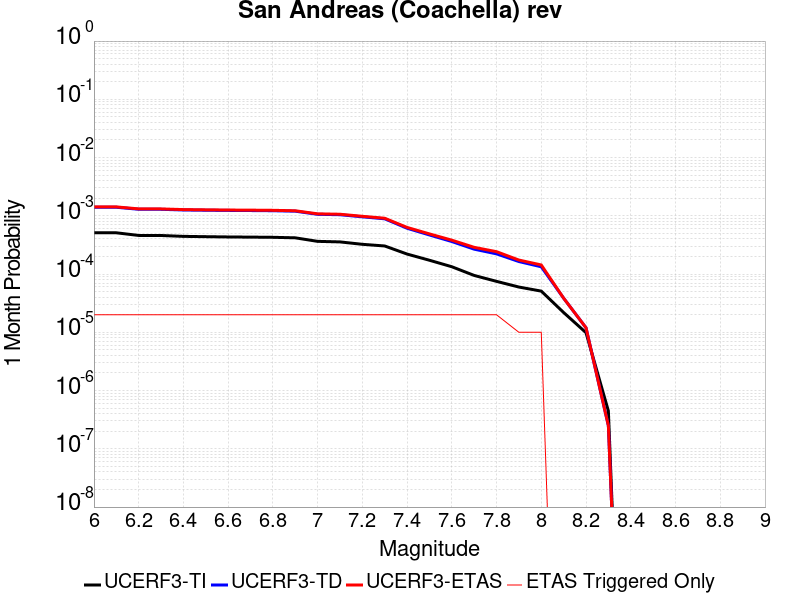 San Andreas (Coachella) rev
10^0
10^-1
10^-2
10^-3
10^-4
10^-5
10^-6
10^-7
10^-8
1 Month Probability
6 6.2 6.4 6.6 6.8 7 7.2 7.4 7.6 7.8 8 8.2 8.4 8.6 8.8 9
Magnitude
UCERF3-TI UCERF3-TD UCERF3-ETAS ETAS Triggered Only